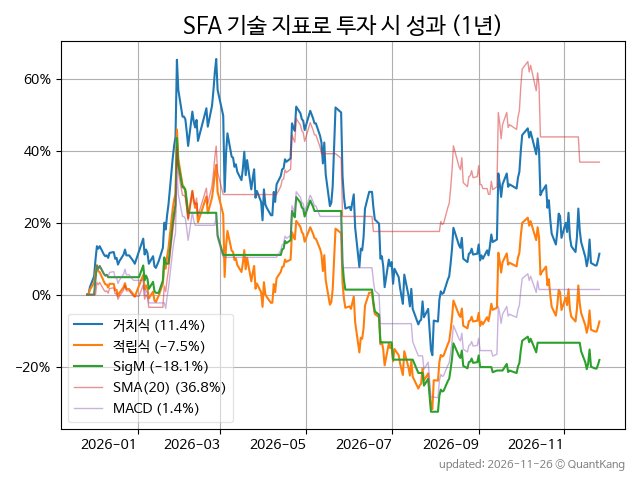 SFA 기술 지표로 투자 시 성과 (1년)
60%
40%
20%
0%
−20%
거치식 (11.4%)
적립식 (−7.5%)
SigM (−18.1%)
SMA(20) (36.8%)
MACD (1.4%)
2026-01 2026-03 2026-05 2026-07 2026-09 2026-11
updated: 2026-11-26 © QuantKang